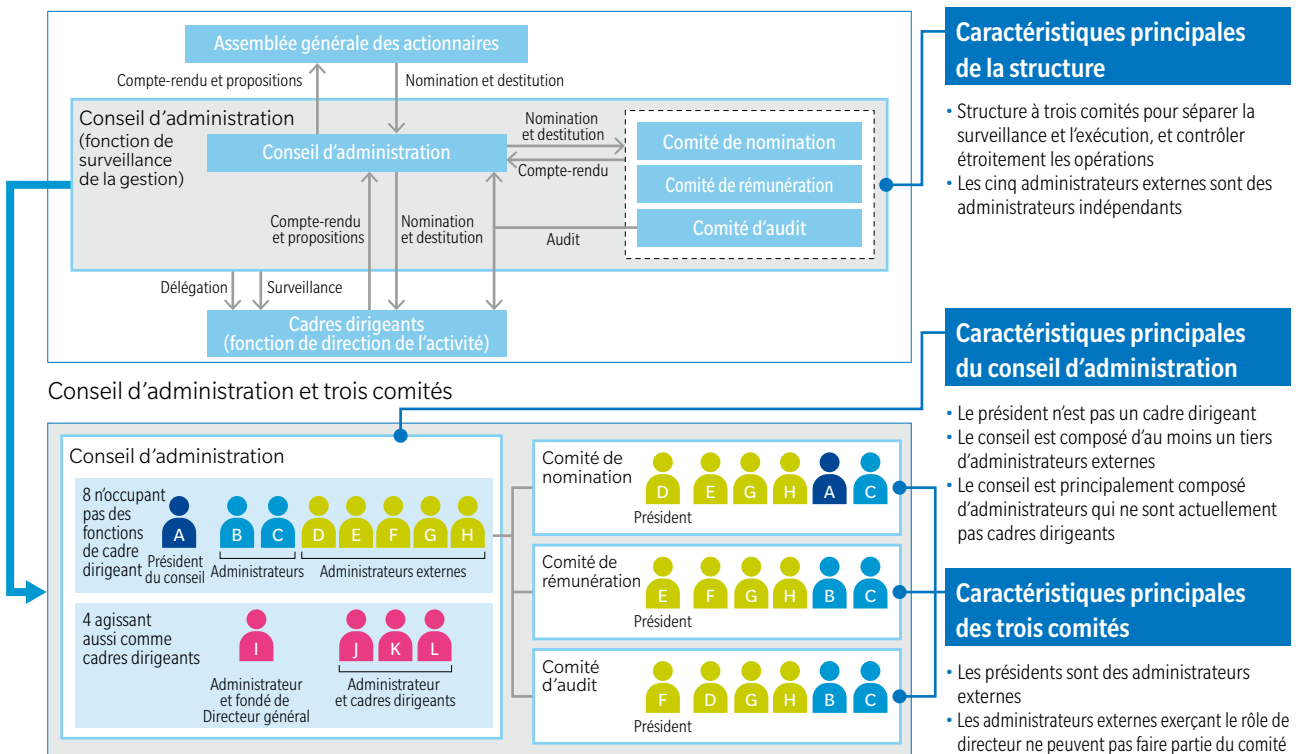 Assemblée générale des actionnaires
Compte-rendu et propositions
Nomination et destitution
Conseil d'administration
(fonction de
surveillance
de la gestion)
Conseil d'administration
Nomination
et destitution
Compte-rendu
Comité de nomination
Comité de rémunération
Comité d'audit
Compte-rendu
et propositions
Nomination
et destitution
Audit
Délégation
Surveillance
Cadres dirigeants
(fonction de direction de l'activité)
Caractéristiques principales
de la structure
• Structure à trois comités pour séparer la
surveillance et l'exécution, et contrôler
étroitement les opérations
• Les cinq administrateurs externes sont des
administrateurs indépendants
Conseil d'administration et trois comités
Conseil d'administration
8 n'occupant
pas des
fonctions
de cadre
dirigeant
A
B
C
D
E
F
G
H
Président
du conseil
Administrateurs
Administrateurs externes
4 agissant
aussi comme
cadres dirigeants
I
J
K
L
Administrateur
et fondé de
Directeur général
Administrateur
et cadres dirigeants
Comité de
nomination
D
E
G
H
A
C
Président
Comité de
rémunération
E
F
G
H
B
C
Président
Comité
d'audit
F
D
G
H
B
C
Président
Caractéristiques principales
du conseil d'administration
• Le président n'est pas un cadre dirigeant
• Le conseil est composé d'au moins un tiers
d'administrateurs externes
• Le conseil est principalement composé
d'administrateurs qui ne sont actuellement
pas cadres dirigeants
Caractéristiques principales
des trois comités
• Les présidents sont des administrateurs
externes
• Les administrateurs externes exerçant le rôle de
directeur ne peuvent pas faire partie du comité